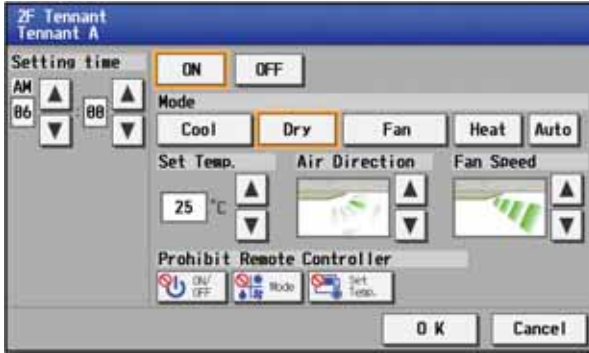 2F Tennant
Tennant A
Setting time
AM
06 : 00
ON OFF
Mode
Cool Dry Fan Heat Auto
Set Temp. Air Direction Fan Speed
25 °C
Prohibit Remote Controller
ON/OFF Mode Set Temp.
OK Cancel